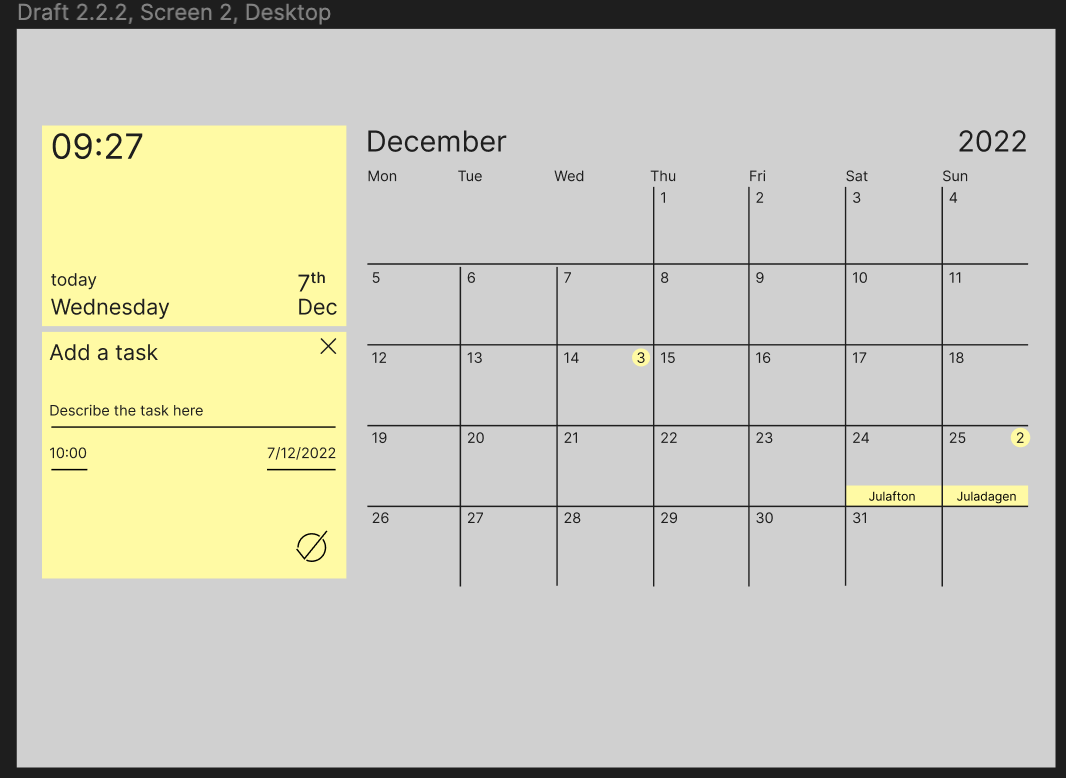 Draft 2.2.2, Screen 2, Desktop
09:27
today
Wednesday
7th
Dec
Add a task
Describe the task here
10:00 7/12/2022
December 2022
Mon Tue Wed Thu Fri Sat Sun
1 2 3 4
5 6 7 8 9 10 11
12 13 14 3 15 16 17 18
19 20 21 22 23 24 25 2
Julafton Juladagen
26 27 28 29 30 31